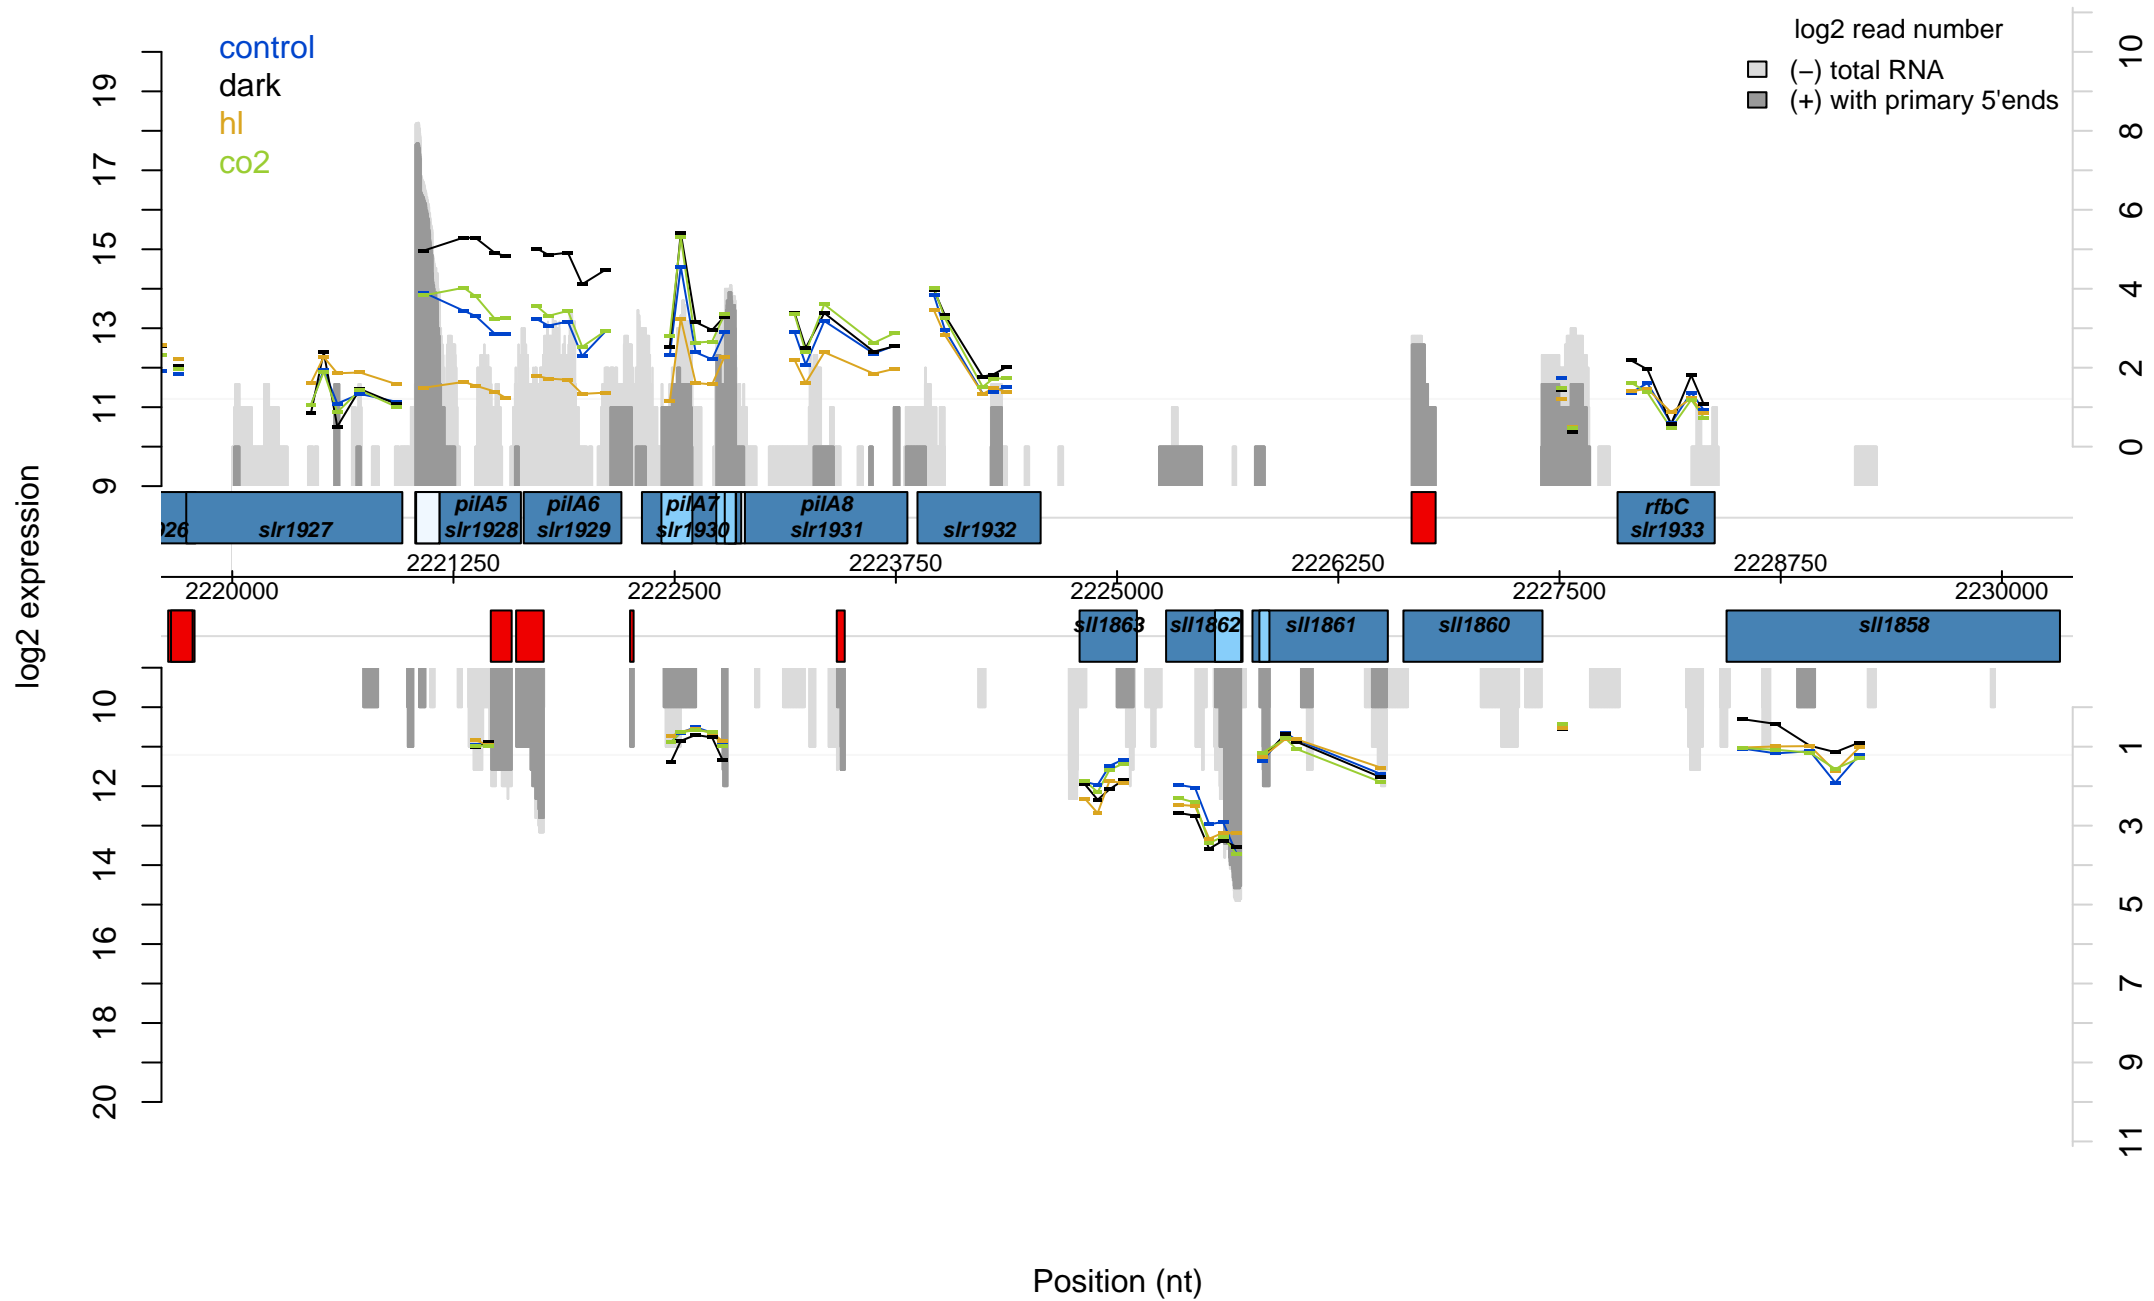 control
dark
hl
co2
log2 read number
(−) total RNA
(+) with primary 5'ends
19
17
15
13
11
9
10
8
6
4
2
0
log2 expression
926
slr1927
pilA5
slr1928
pilA6
slr1929
pilA7
slr1930
pilA8
slr1931
slr1932
rfbC
slr1933
2221250
2223750
2226250
2228750
2220000
2222500
2225000
2227500
2230000
sll1863
sll1862
sll1861
sll1860
sll1858
10
12
14
16
18
20
1
3
5
7
9
11
Position (nt)